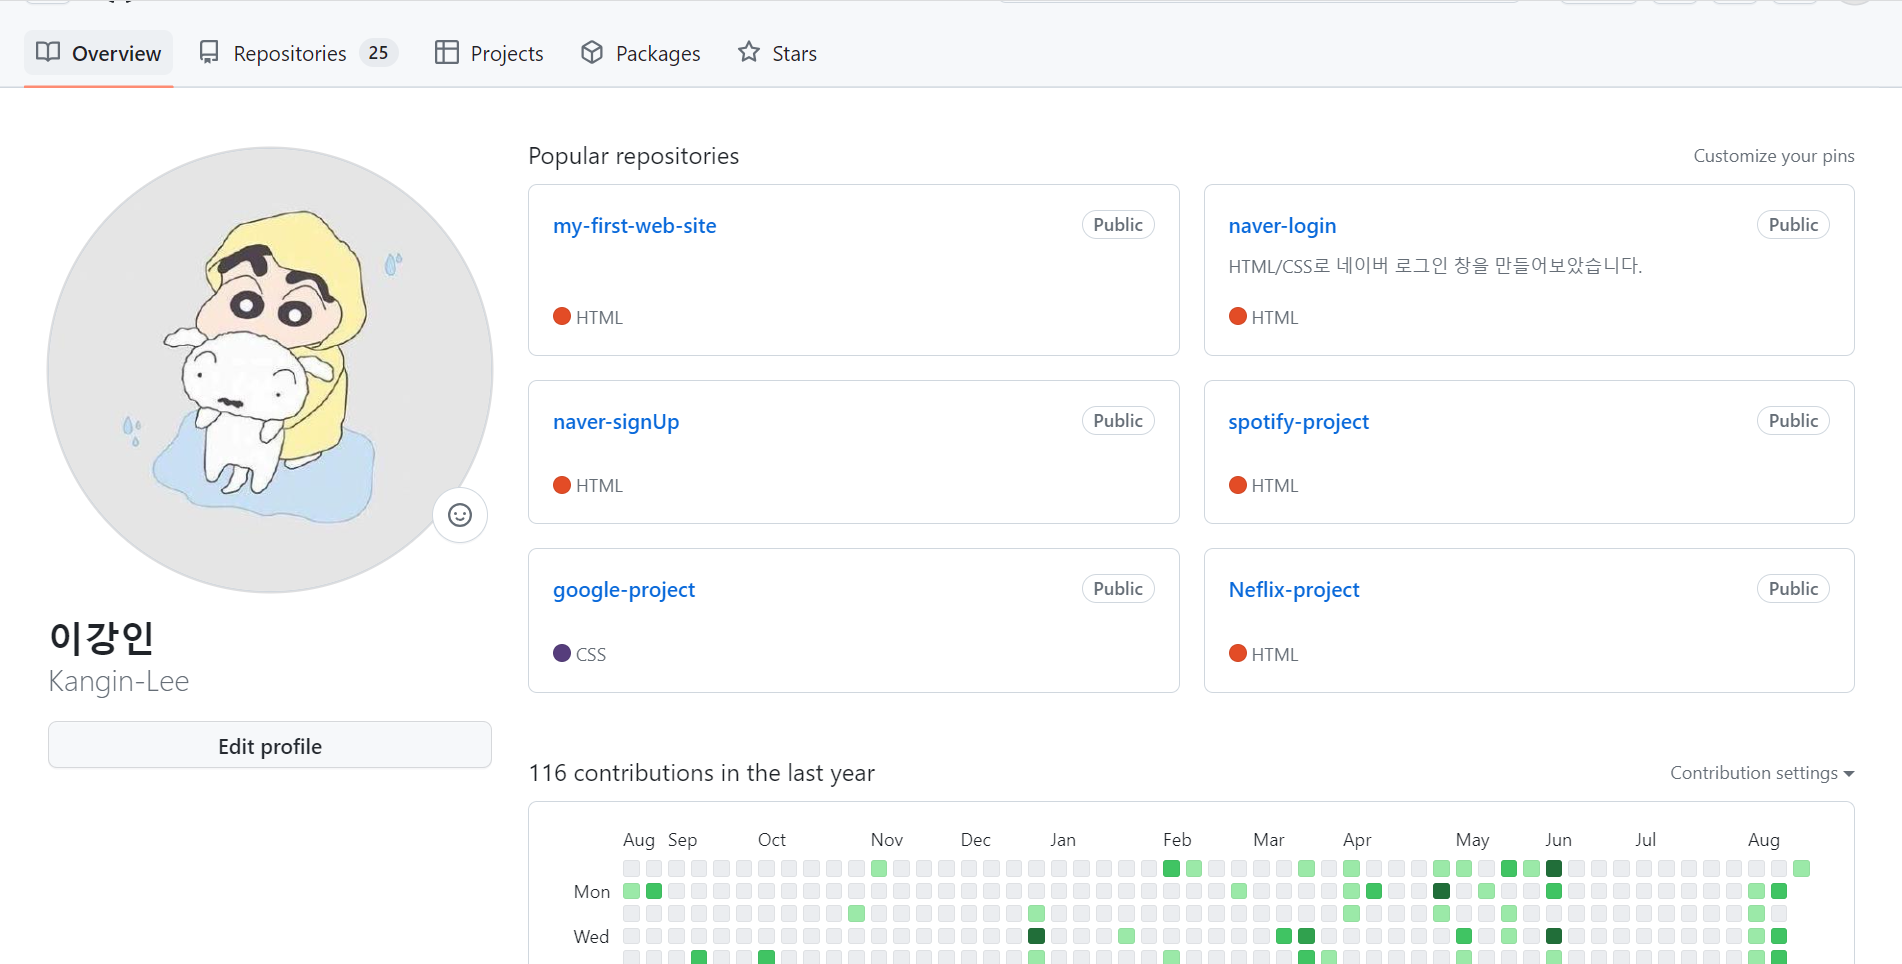 Overview
Repositories 25
Projects
Packages
Stars
이강인
Kangin-Lee
Edit profile
Popular repositories
Customize your pins
my-first-web-site
Public
HTML
naver-login
Public
HTML/CSS로 네이버 로그인 창을 만들어보았습니다.
HTML
naver-signUp
Public
HTML
spotify-project
Public
HTML
google-project
Public
CSS
Neflix-project
Public
HTML
116 contributions in the last year
Contribution settings
Aug Sep Oct Nov Dec Jan Feb Mar Apr May Jun Jul Aug
Mon
Wed